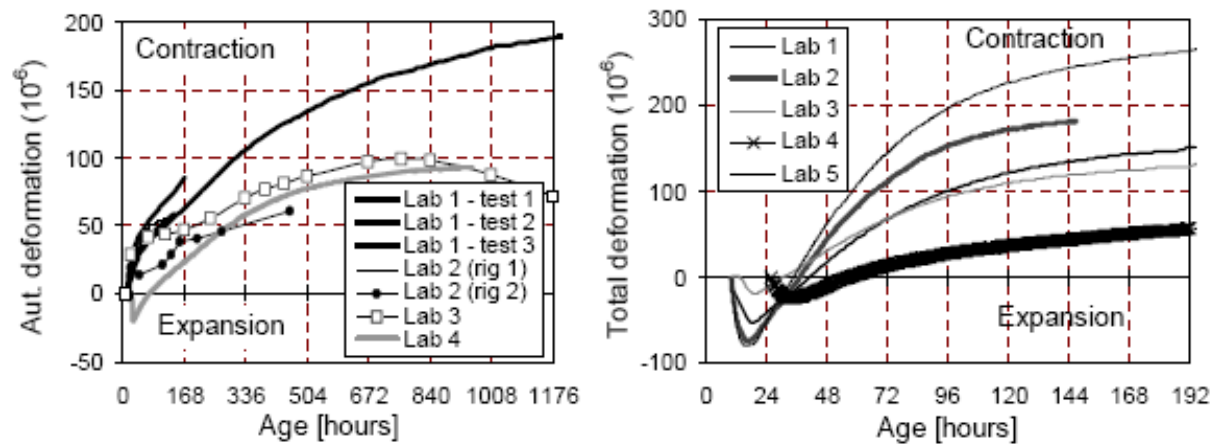 200
150
100
50
0
-50
Aut. deformation (10⁻⁶)
Contraction
Expansion
Lab 1 - test 1
Lab 1 - test 2
Lab 1 - test 3
Lab 2 (rig 1)
Lab 2 (rig 2)
Lab 3
Lab 4
0 168 336 504 672 840 1008 1176
Age [hours]
300
200
100
0
-100
Total deformation (10⁻⁶)
Lab 1
Lab 2
Lab 3
Lab 4
Lab 5
Contraction
Expansion
0 24 48 72 96 120 144 168 192
Age [hours]